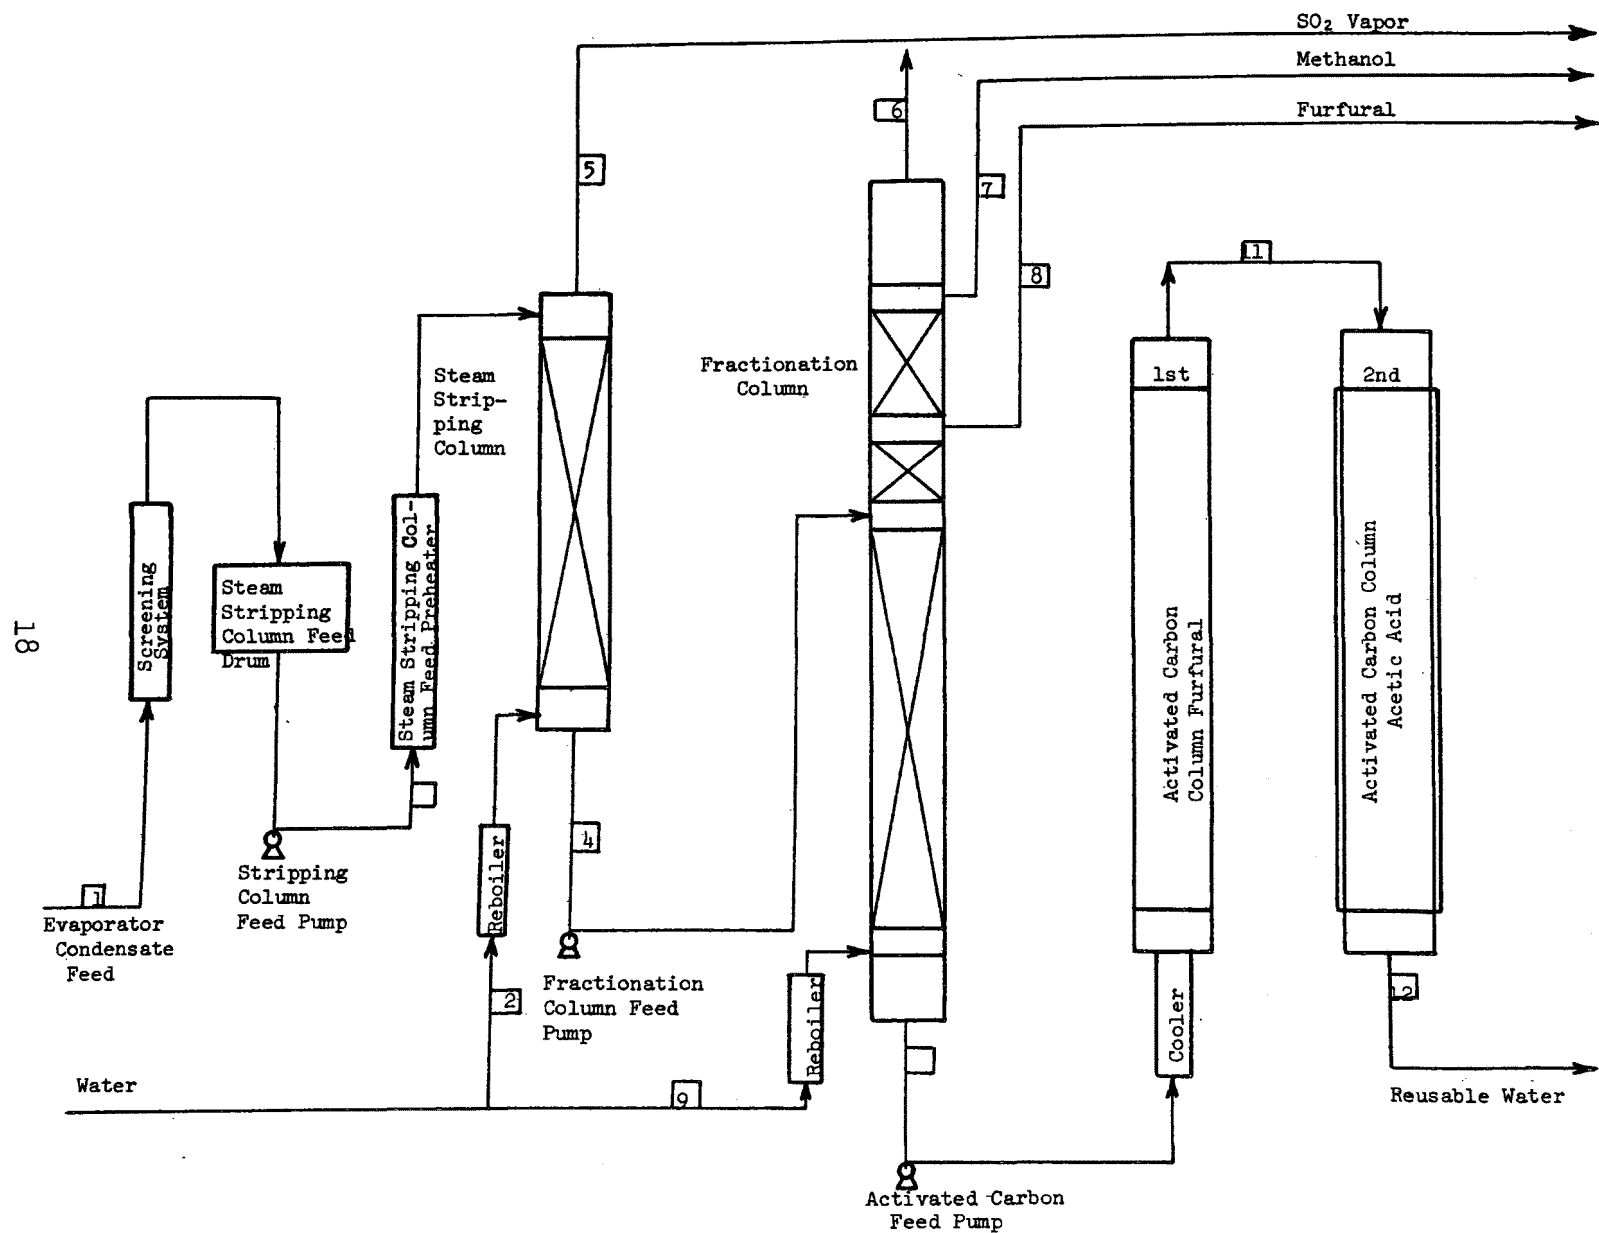 SO2 Vapor
Methanol
Furfural
6
5
7
11
8
Fractionation
Column
1st
2nd
Steam
Strip-
ping
Column
Steam Stripping Col-
umn Feed Preheater
Screening
System
Steam
Stripping
Column Feed
Drum
Activated Carbon
Column Furfural
Activated Carbon Column
Acetic Acid
18
Stripping
Column
Feed Pump
Reboiler
4
1
Evaporator
Condensate
Feed
2
Fractionation
Column Feed
Pump
Reboiler
Cooler
12
Water
9
Reusable Water
Activated Carbon
Feed Pump